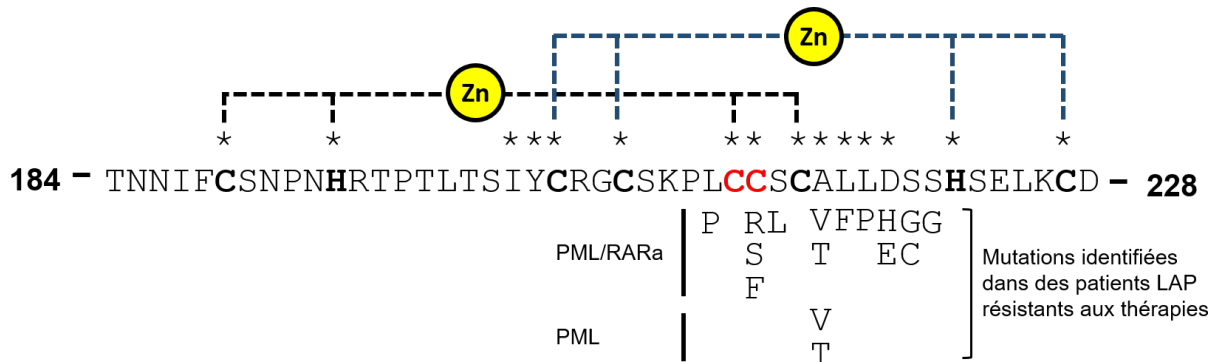 Zn
Zn
* * *** * ** ***** * *
184 - TNNIFCSNPNHRTPTLTSIYCRGCSKPLCCSCALLDSSHSELKCD - 228
P RL VFPHGG
PML/RARa
S T EC
F
PML
V
T
Mutations identifiées
dans des patients LAP
résistants aux thérapies